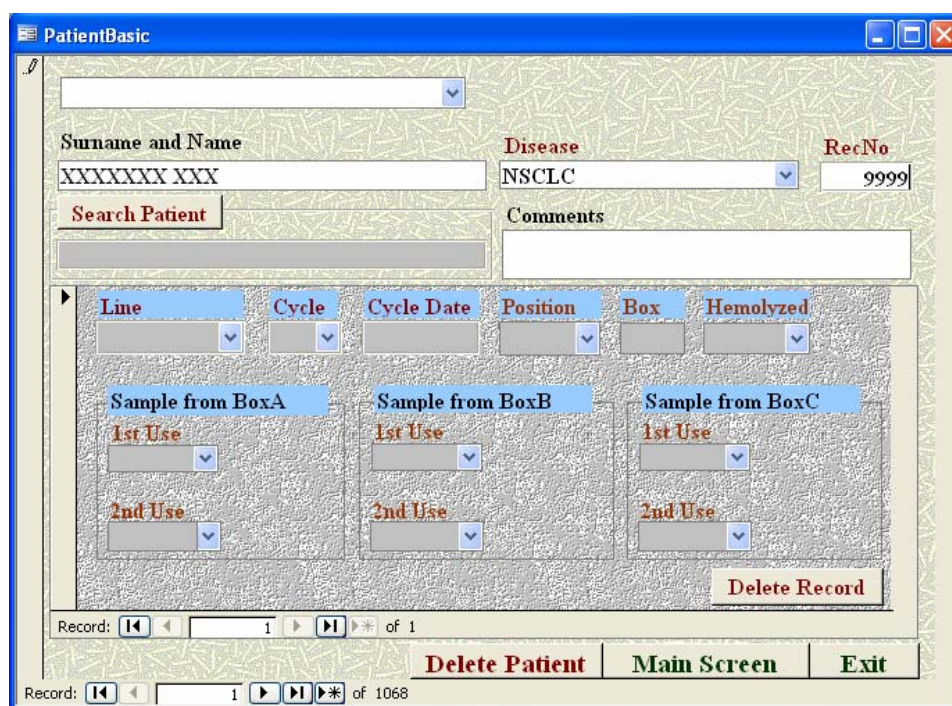 PatientBasic
Surname and Name Disease RecNo
XXXXXXX XXX NSCLC 9999
Search Patient Comments
Line Cycle Cycle Date Position Box Hemolyzed
Sample from BoxA Sample from BoxB Sample from BoxC
1st Use 1st Use 1st Use
2nd Use 2nd Use 2nd Use
Delete Record
Record: 1 of 1
Delete Patient Main Screen Exit
Record: 1 of 1068